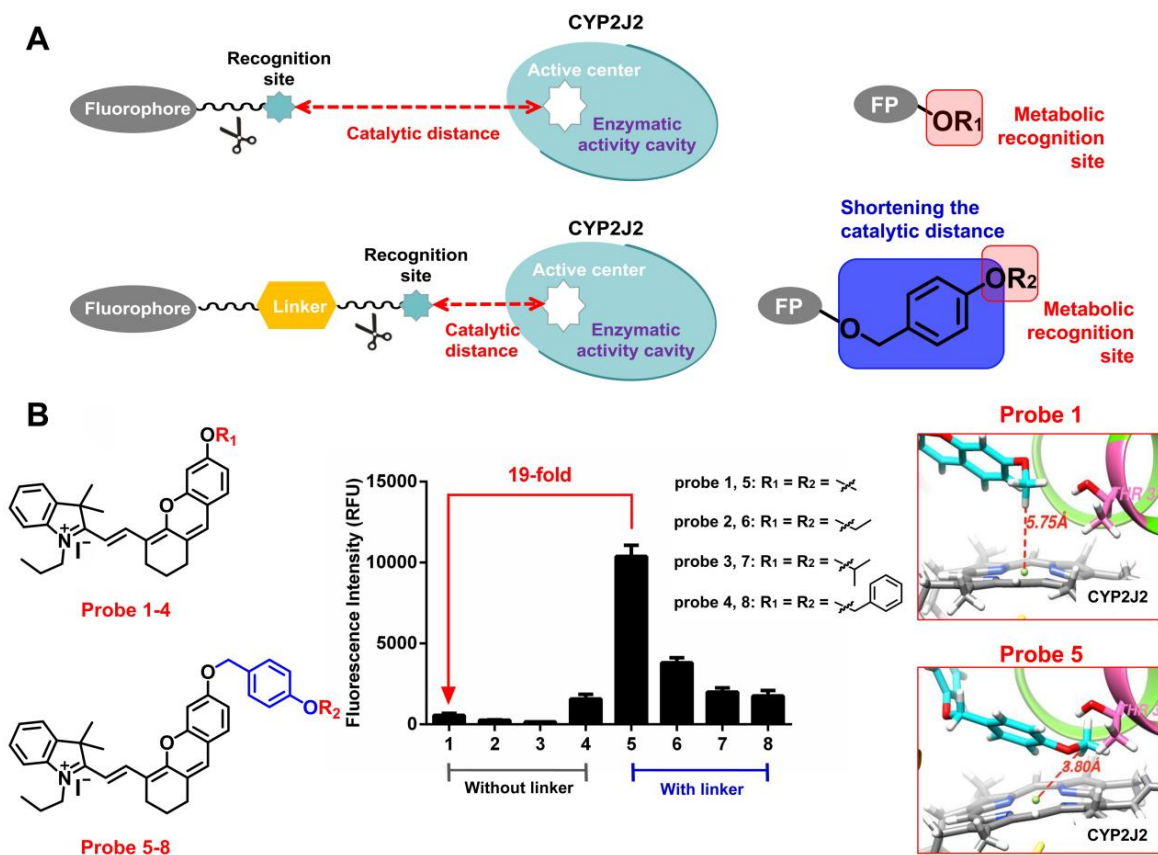 A
CYP2J2
Recognition
site
Active center
Fluorophore
Catalytic distance
Enzymatic
activity cavity
FP
OR1
Metabolic
recognition
site
CYP2J2
Shortening the
catalytic distance
Recognition
site
Active center
OR2
Fluorophore
Linker
Catalytic
distance
Enzymatic
activity cavity
FP
O
Metabolic
recognition
site
B
OR1
O
N+
I-
Probe 1-4
O
OR2
O
N+
I-
Probe 5-8
Fluorescence Intensity (RFU)
15000
10000
5000
0
19-fold
1 2 3 4 5 6 7 8
Without linker
With linker
probe 1, 5: R1 = R2 =
probe 2, 6: R1 = R2 =
probe 3, 7: R1 = R2 =
probe 4, 8: R1 = R2 =
Probe 1
THR 3
5.75Å
CYP2J2
Probe 5
3.80Å
CYP2J2